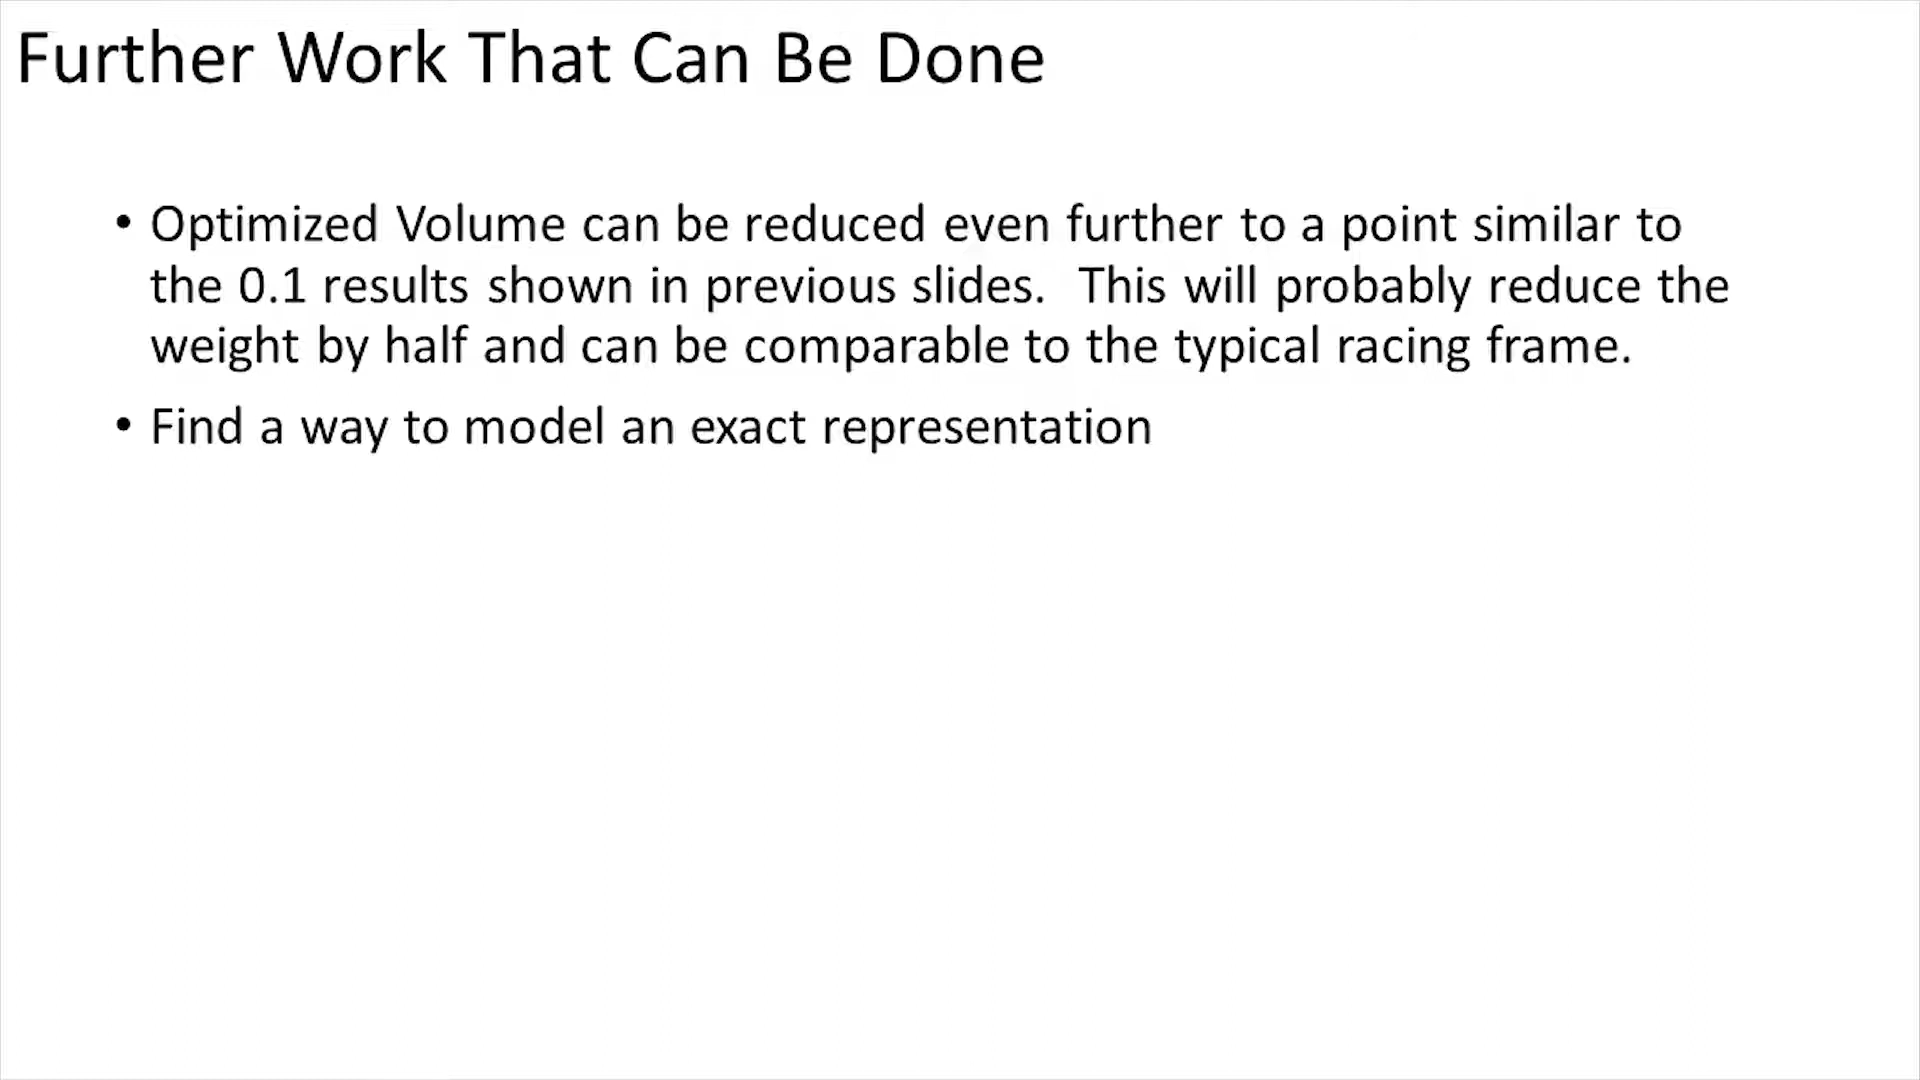 Further Work That Can Be Done
• Optimized Volume can be reduced even further to a point similar to
the 0.1 results shown in previous slides.  This will probably reduce the
weight by half and can be comparable to the typical racing frame.
• Find a way to model an exact representation